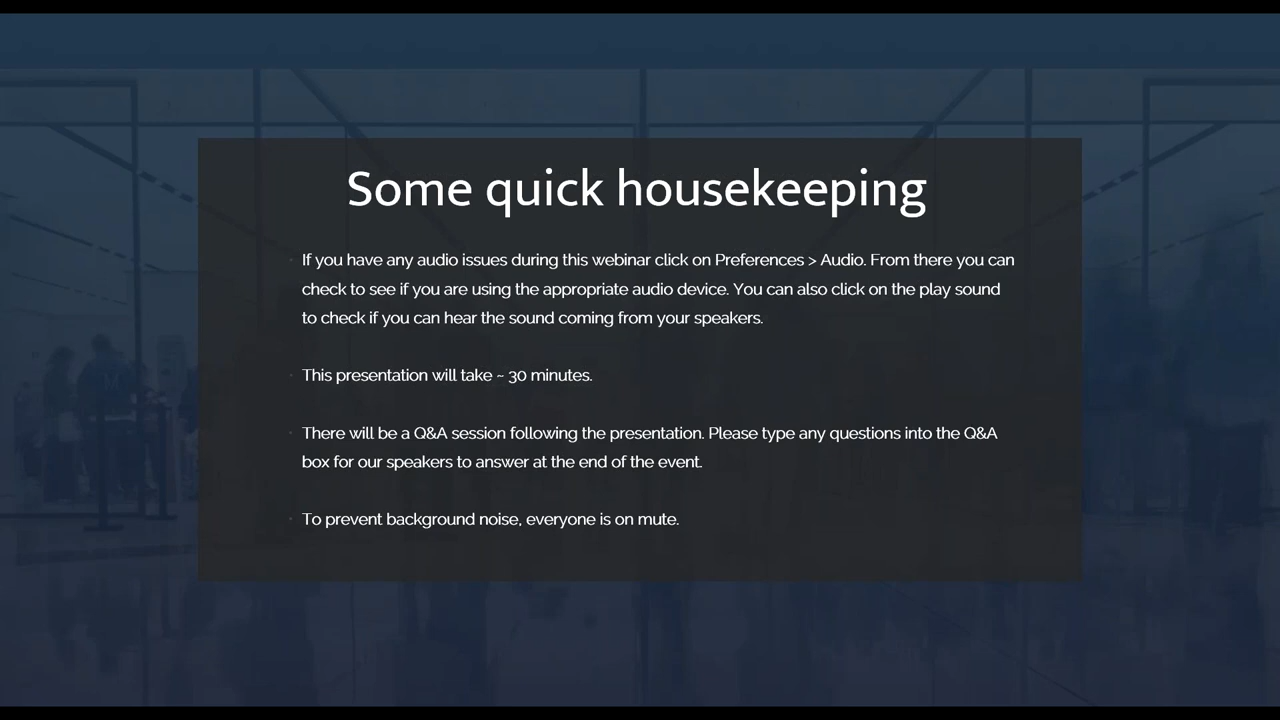 Some quick housekeeping
If you have any audio issues during this webinar click on Preferences > Audio. From there you can
check to see if you are using the appropriate audio device. You can also click on the play sound
to check if you can hear the sound coming from your speakers.
This presentation will take ~ 30 minutes.
There will be a Q&A session following the presentation. Please type any questions into the Q&A
box for our speakers to answer at the end of the event.
To prevent background noise, everyone is on mute.